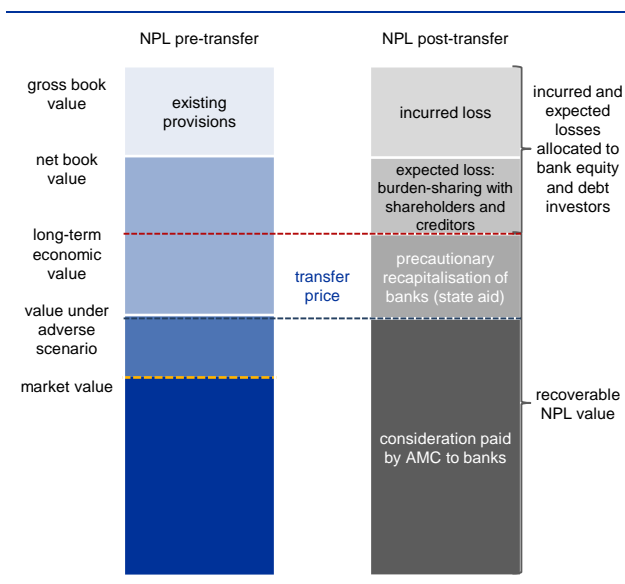 NPL pre-transfer
NPL post-transfer
gross book
value
existing
provisions
incurred loss
incurred and
expected
losses
allocated to
bank equity
and debt
investors
net book
value
expected loss:
burden-sharing with
shareholders and
creditors
long-term
economic
value
transfer
price
precautionary
recapitalisation of
banks (state aid)
value under
adverse
scenario
market value
recoverable
NPL value
consideration paid
by AMC to banks